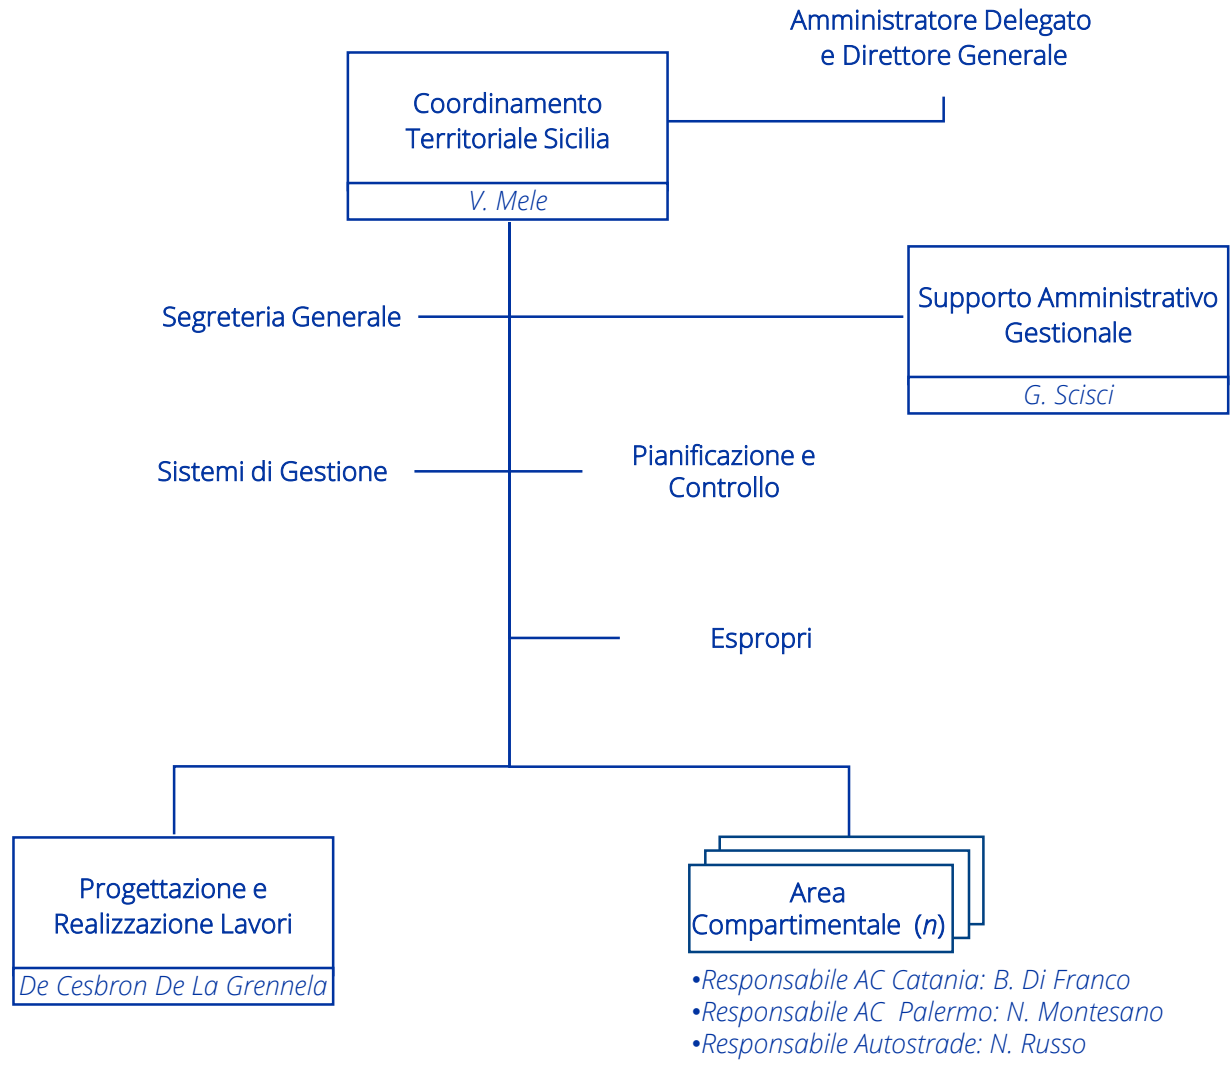 Amministratore Delegato
e Direttore Generale
Coordinamento
Territoriale Sicilia
V. Mele
Segreteria Generale
Supporto Amministrativo
Gestionale
G. Scisci
Sistemi di Gestione
Pianificazione e
Controllo
Espropri
Progettazione e
Realizzazione Lavori
De Cesbron De La Grennela
Area
Compartimentale (n)
•Responsabile AC Catania: B. Di Franco
•Responsabile AC Palermo: N. Montesano
•Responsabile Autostrade: N. Russo